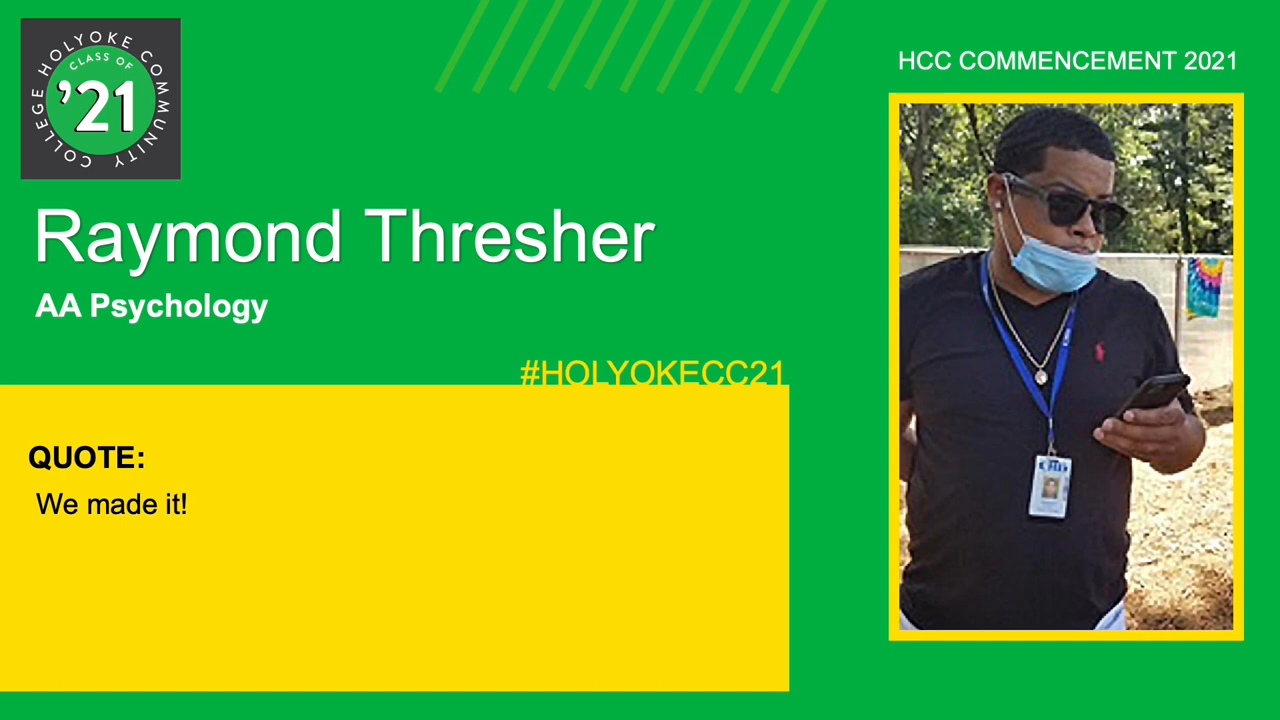 HOLYOKE COMMUNITY COLLEGE
CLASS OF
'21
HCC COMMENCEMENT 2021
Raymond Thresher
AA Psychology
#HOLYOKECC21
QUOTE:
We made it!